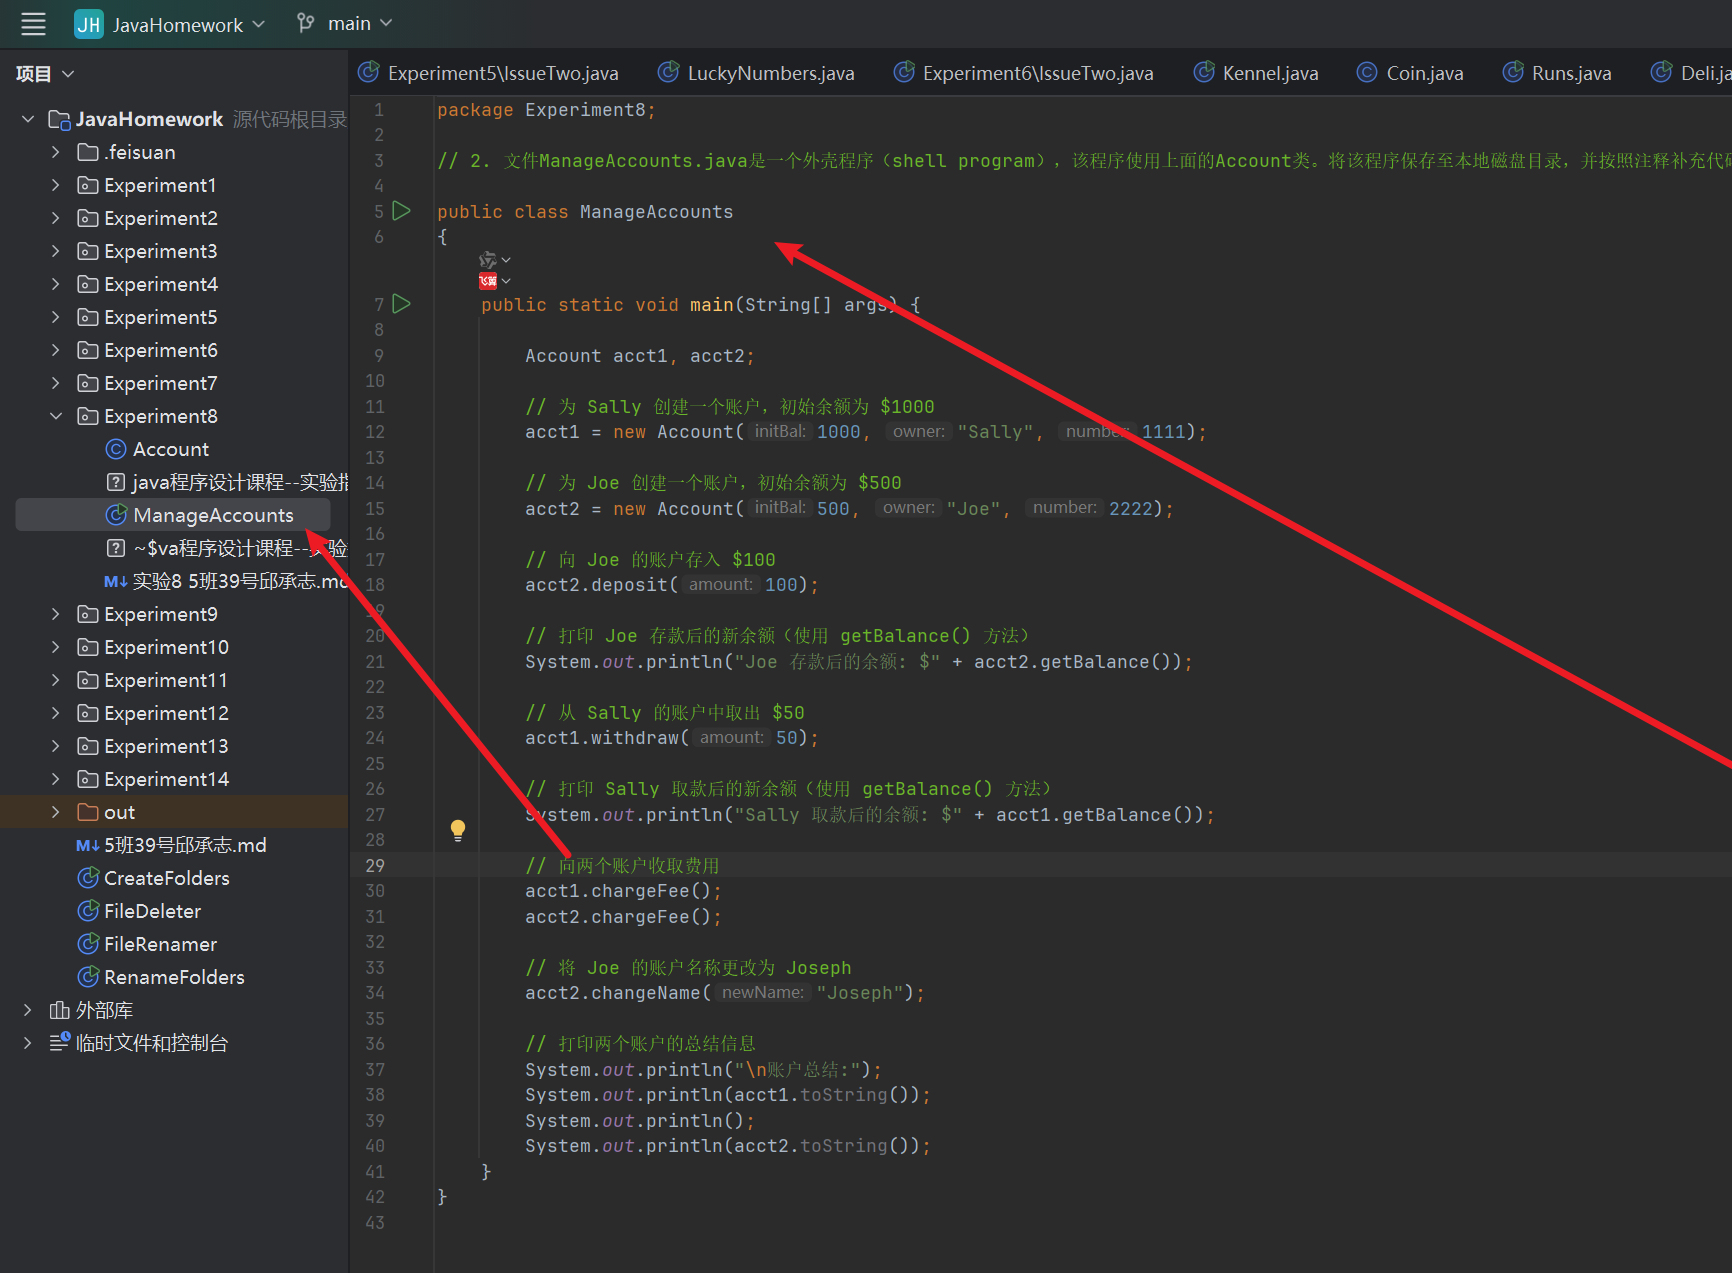 JH JavaHomework main
项目
JavaHomework 源代码根目录
.feisuan
Experiment1
Experiment2
Experiment3
Experiment4
Experiment5
Experiment6
Experiment7
Experiment8
Account
java程序设计课程--实验指
ManageAccounts
~$va程序设计课程--实验
M↓ 实验8 5班39号邱承志.md
Experiment9
Experiment10
Experiment11
Experiment12
Experiment13
Experiment14
out
M↓ 5班39号邱承志.md
CreateFolders
FileDeleter
FileRenamer
RenameFolders
外部库
临时文件和控制台
Experiment5\IssueTwo.java LuckyNumbers.java Experiment6\IssueTwo.java Kennel.java Coin.java Runs.java Deli.ja
1 package Experiment8;
2
3 // 2. 文件ManageAccounts.java是一个外壳程序（shell program），该程序使用上面的Account类。将该程序保存至本地磁盘目录，并按照注释补充代码
4
5 public class ManageAccounts
6 {
飞算
7 public static void main(String[] args) {
8
9 Account acct1, acct2;
10
11 // 为 Sally 创建一个账户，初始余额为 $1000
12 acct1 = new Account( initBal: 1000, owner: "Sally", number: 1111);
13
14 // 为 Joe 创建一个账户，初始余额为 $500
15 acct2 = new Account( initBal: 500, owner: "Joe", number: 2222);
16
17 // 向 Joe 的账户存入 $100
18 acct2.deposit( amount: 100);
19
20 // 打印 Joe 存款后的新余额（使用 getBalance() 方法）
21 System.out.println("Joe 存款后的余额: $" + acct2.getBalance());
22
23 // 从 Sally 的账户中取出 $50
24 acct1.withdraw( amount: 50);
25
26 // 打印 Sally 取款后的新余额（使用 getBalance() 方法）
27 System.out.println("Sally 取款后的余额: $" + acct1.getBalance());
28
29 // 向两个账户收取费用
30 acct1.chargeFee();
31 acct2.chargeFee();
32
33 // 将 Joe 的账户名称更改为 Joseph
34 acct2.changeName( newName: "Joseph");
35
36 // 打印两个账户的总结信息
37 System.out.println("\n账户总结:");
38 System.out.println(acct1.toString());
39 System.out.println();
40 System.out.println(acct2.toString());
41 }
42 }
43